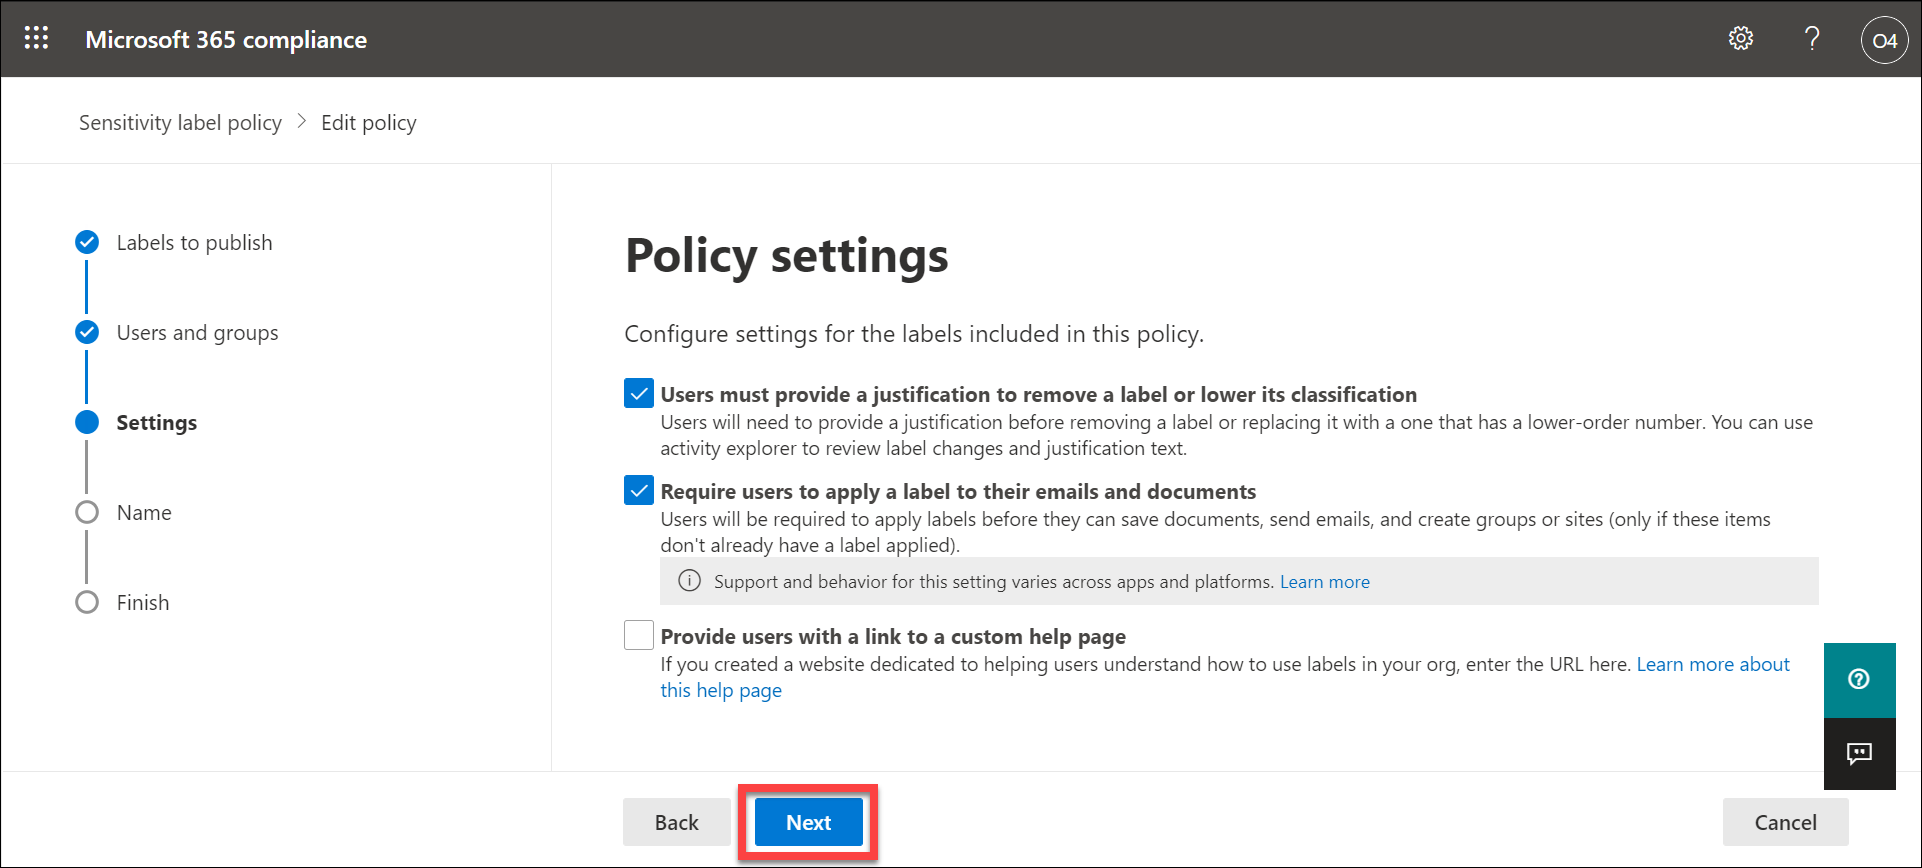 Microsoft 365 compliance
O4
Sensitivity label policy > Edit policy
Labels to publish
Users and groups
Settings
Name
Finish
Policy settings
Configure settings for the labels included in this policy.
Users must provide a justification to remove a label or lower its classification
Users will need to provide a justification before removing a label or replacing it with a one that has a lower-order number. You can use
activity explorer to review label changes and justification text.
Require users to apply a label to their emails and documents
Users will be required to apply labels before they can save documents, send emails, and create groups or sites (only if these items
don't already have a label applied).
Support and behavior for this setting varies across apps and platforms. Learn more
Provide users with a link to a custom help page
If you created a website dedicated to helping users understand how to use labels in your org, enter the URL here. Learn more about
this help page
Back
Next
Cancel